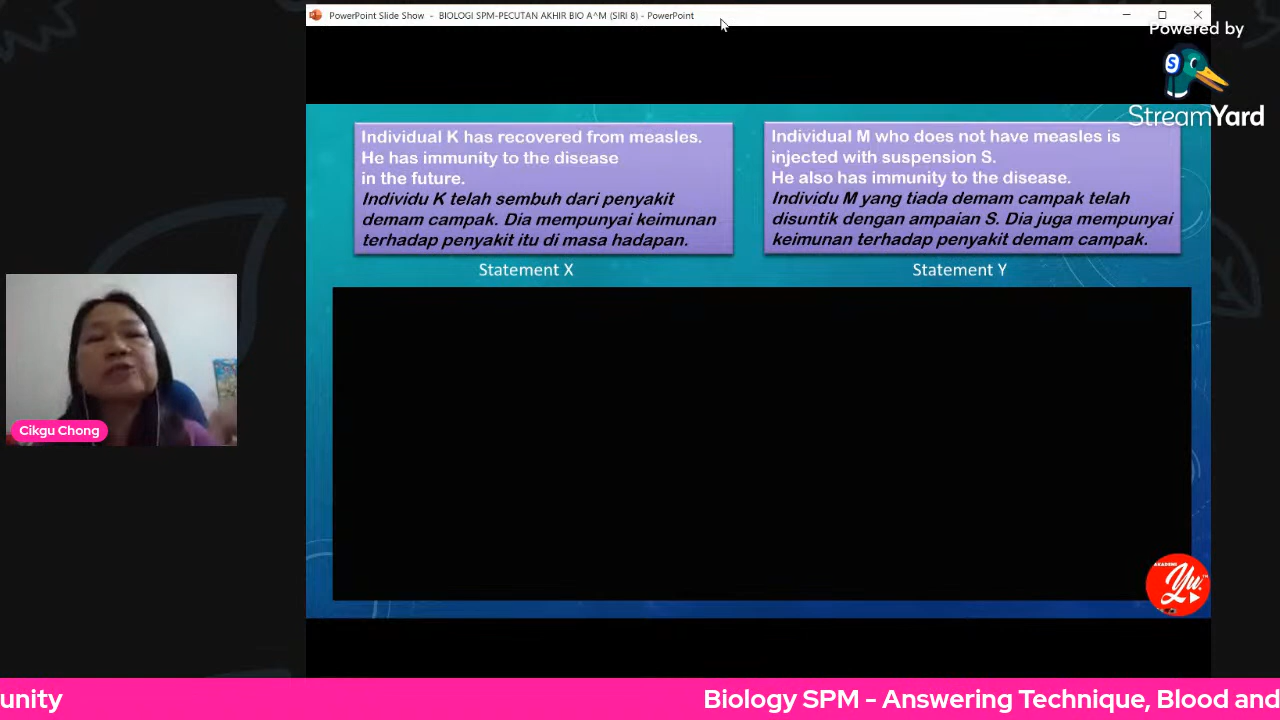 PowerPoint Slide Show - BIOLOGI SPM-PECUTAN AKHIR BIO A^M (SIRI 8) - PowerPoint
Powered by
StreamYard
Individual K has recovered from measles.
He has immunity to the disease
in the future.
Individu K telah sembuh dari penyakit
demam campak. Dia mempunyai keimunan
terhadap penyakit itu di masa hadapan.
Statement X
Individual M who does not have measles is
injected with suspension S.
He also has immunity to the disease.
Individu M yang tiada demam campak telah
disuntik dengan ampaian S. Dia juga mempunyai
keimunan terhadap penyakit demam campak.
Statement Y
Cikgu Chong
AKADEMI
Yu
unity
Biology SPM - Answering Technique, Blood and